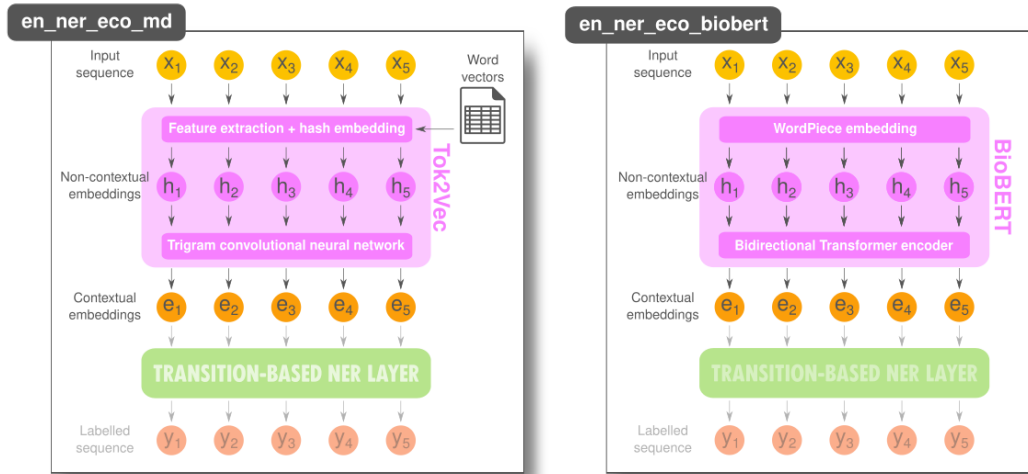 en_ner_eco_md
Input
sequence
x1 x2 x3 x4 x5
Word
vectors
Feature extraction + hash embedding
Tok2Vec
Non-contextual
embeddings
h1 h2 h3 h4 h5
Trigram convolutional neural network
Contextual
embeddings
e1 e2 e3 e4 e5
TRANSITION-BASED NER LAYER
Labelled
sequence
y1 y2 y3 y4 y5
en_ner_eco_biobert
Input
sequence
x1 x2 x3 x4 x5
WordPiece embedding
BioBERT
Non-contextual
embeddings
h1 h2 h3 h4 h5
Bidirectional Transformer encoder
Contextual
embeddings
e1 e2 e3 e4 e5
TRANSITION-BASED NER LAYER
Labelled
sequence
y1 y2 y3 y4 y5